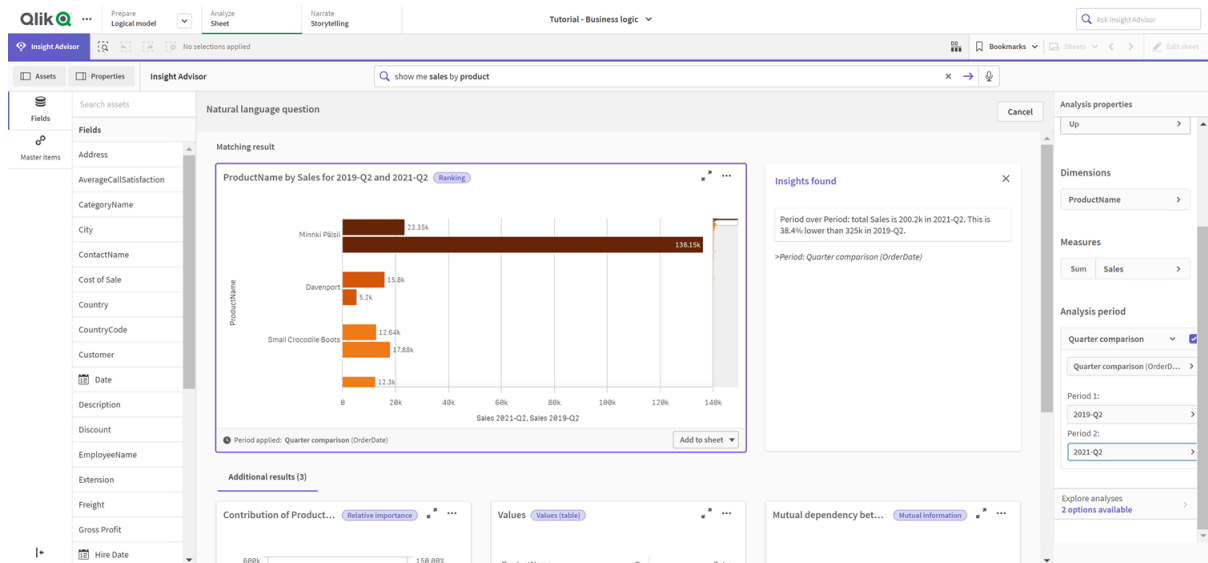 Qlik
Prepare
Logical model
Analyze
Sheet
Narrate
Storytelling
Tutorial - Business logic
Ask Insight Advisor
Insight Advisor
No selections applied
Bookmarks
Sheets
Edit sheet
Assets
Properties
Insight Advisor
show me sales by product
Fields
Master items
Search assets
Fields
Address
AverageCallSatisfaction
CategoryName
City
ContactName
Cost of Sale
Country
CountryCode
Customer
Date
Description
Discount
EmployeeName
Extension
Freight
Gross Profit
Hire Date
Natural language question
Cancel
Matching result
ProductName by Sales for 2019-Q2 and 2021-Q2
Ranking
ProductName
Minnki Pälsii
23.35k
136.15k
Davenport
15.8k
5.2k
Small Crocodile Boots
12.64k
17.88k
12.3k
0
20k
40k
60k
80k
100k
120k
140k
Sales 2021-Q2, Sales 2019-Q2
Period applied: Quarter comparison (OrderDate)
Add to sheet
Insights found
Period over Period: total Sales is 200.2k in 2021-Q2. This is
38.4% lower than 325k in 2019-Q2.
>Period: Quarter comparison (OrderDate)
Additional results (3)
Contribution of Product...
Relative importance
600k
150.00%
Values
Values (table)
Mutual dependency bet...
Mutual information
Analysis properties
Up
Dimensions
ProductName
Measures
Sum
Sales
Analysis period
Quarter comparison
Quarter comparison (OrderD...
Period 1:
2019-Q2
Period 2:
2021-Q2
Explore analyses
2 options available